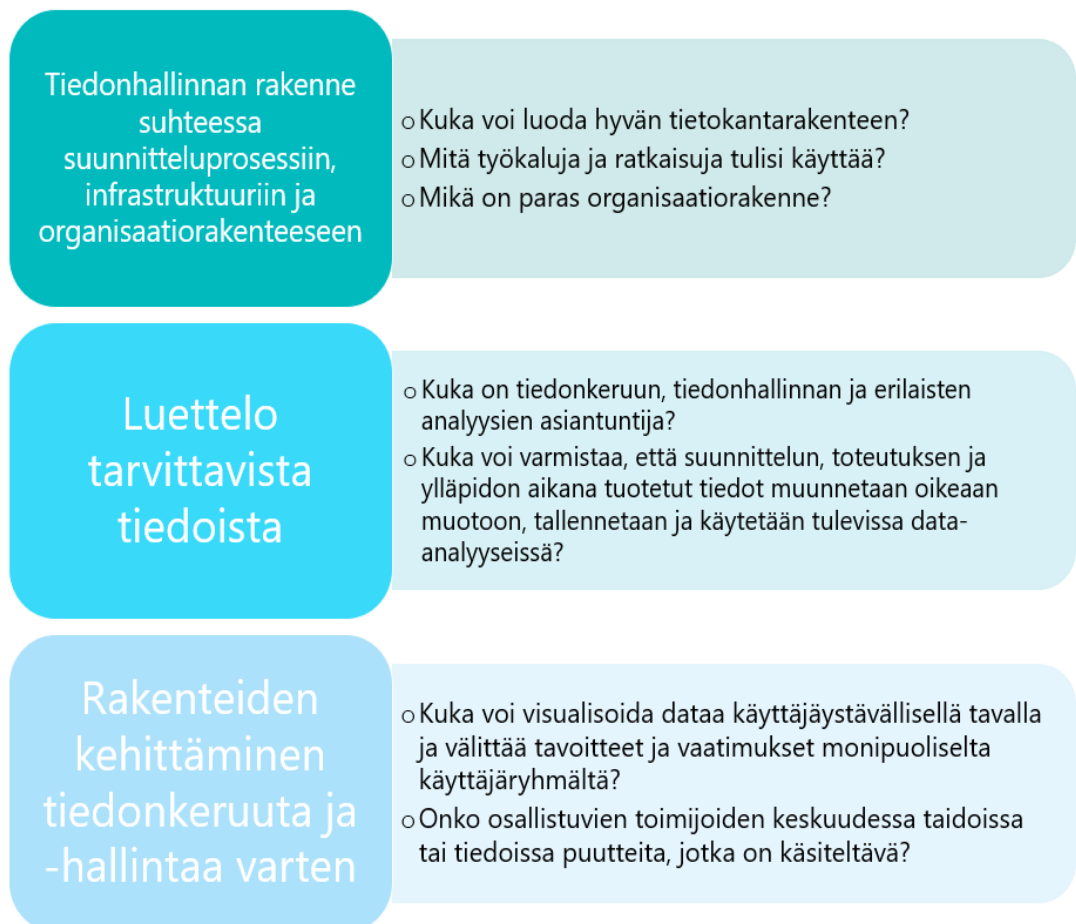 Tiedonhallinnan rakenne
suhteessa
suunnitteluprosessiin,
infrastruktuuriin ja
organisaatiorakenteeseen
o Kuka voi luoda hyvän tietokantarakenteen?
o Mitä työkaluja ja ratkaisuja tulisi käyttää?
o Mikä on paras organisaatiorakenne?
Luettelo
tarvittavista
tiedoista
o Kuka on tiedonkeruun, tiedonhallinnan ja erilaisten
analyysien asiantuntija?
o Kuka voi varmistaa, että suunnittelun, toteutuksen ja
ylläpidon aikana tuotetut tiedot muunnetaan oikeaan
muotoon, tallennetaan ja käytetään tulevissa data-
analyyseissä?
Rakenteiden
kehittäminen
tiedonkeruuta ja
-hallintaa varten
o Kuka voi visualisoida dataa käyttäjäystävällisellä tavalla
ja välittää tavoitteet ja vaatimukset monipuoliselta
käyttäjäryhmältä?
o Onko osallistuvien toimijoiden keskuudessa taidoissa
tai tiedoissa puutteita, jotka on käsiteltävä?